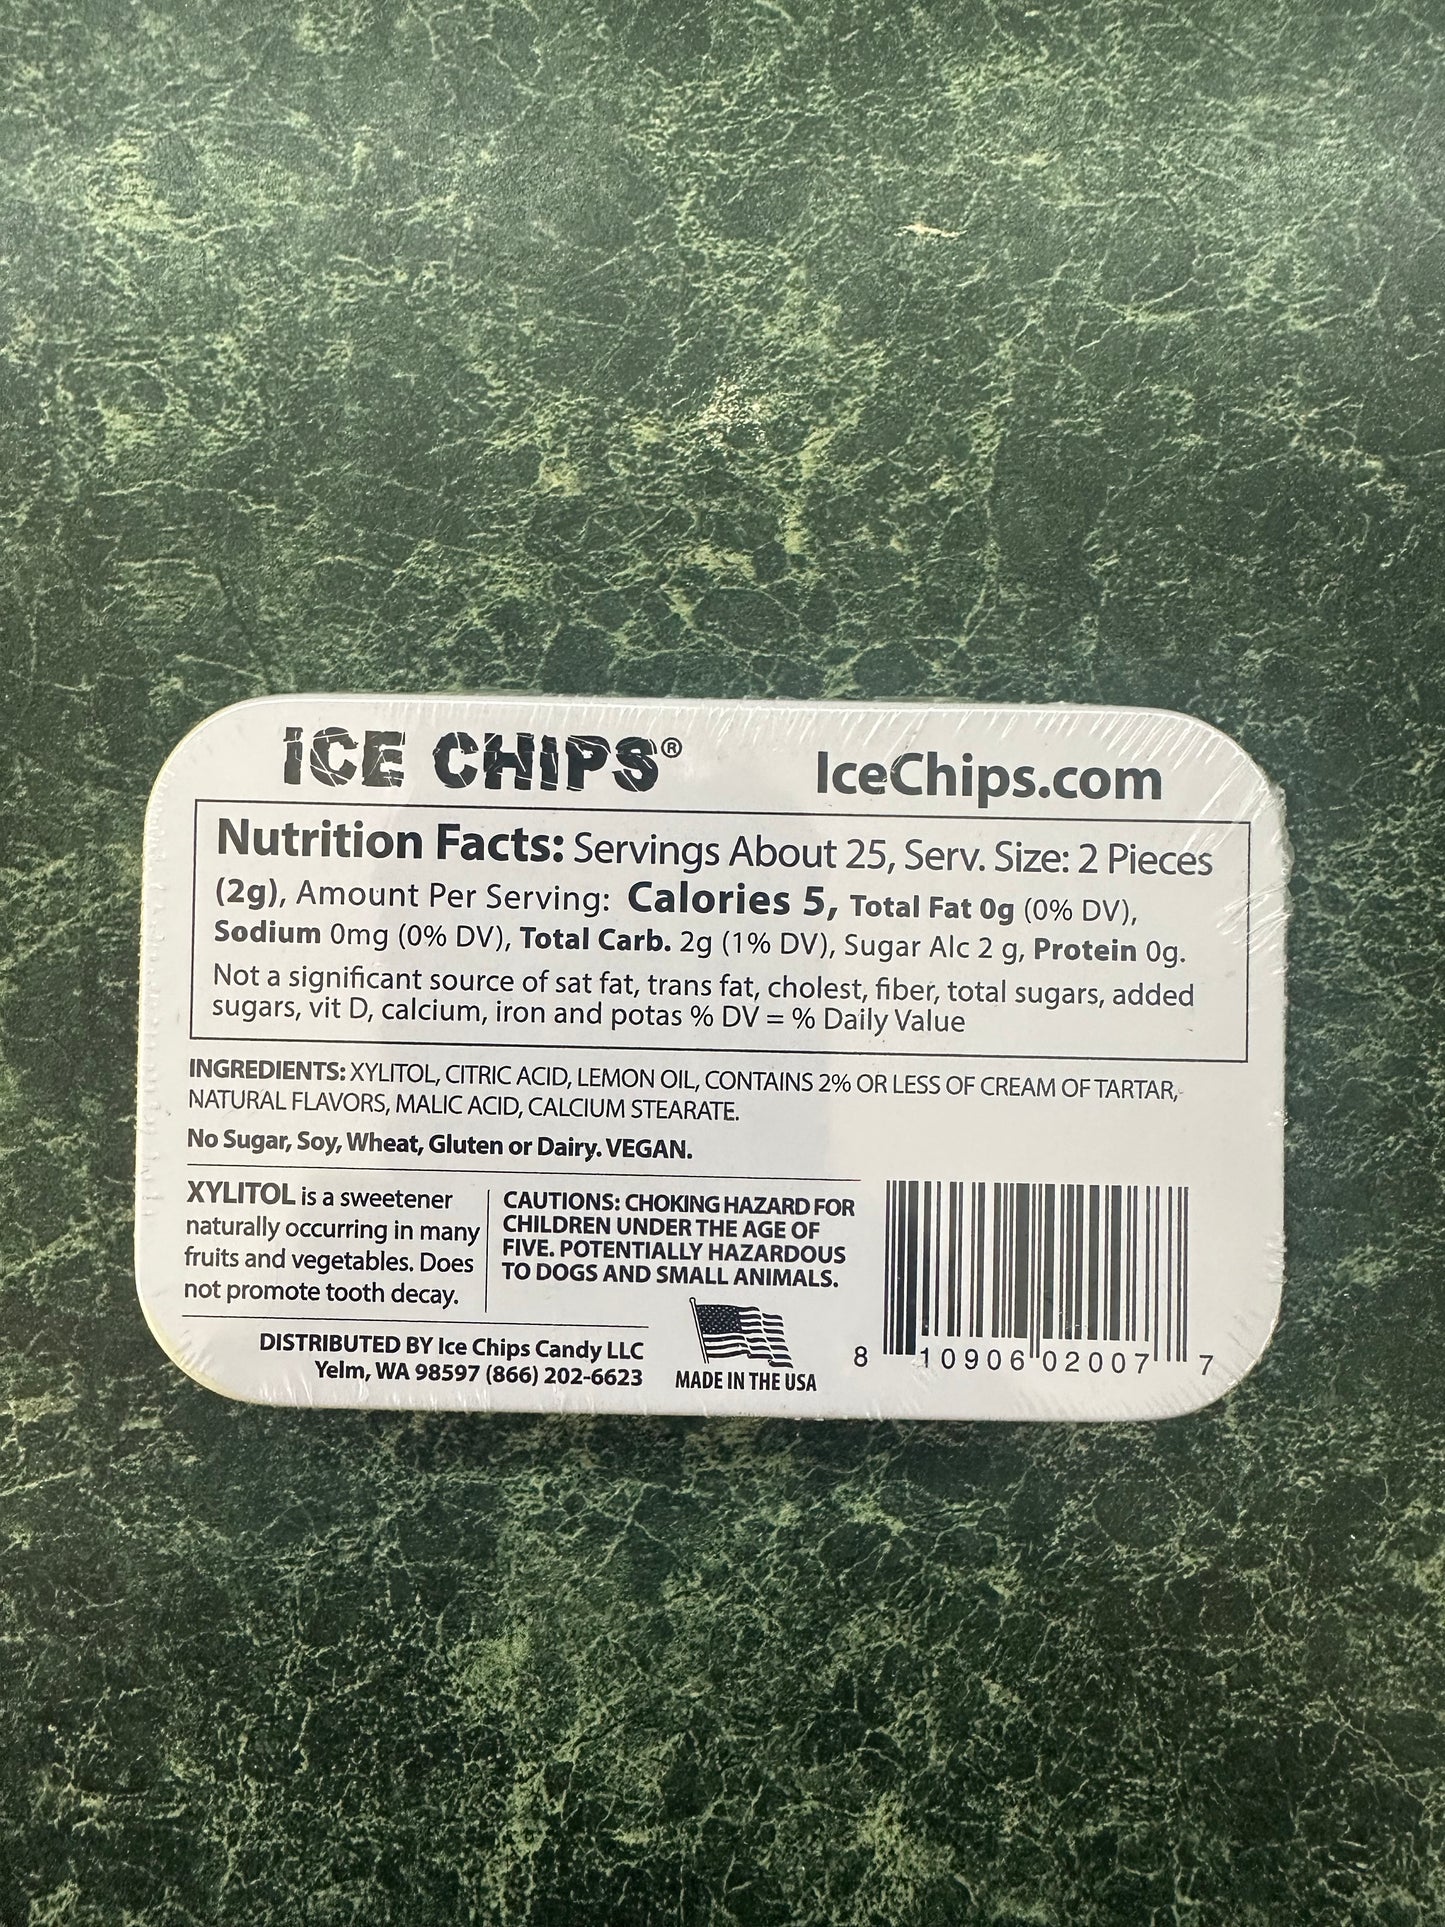 ICE CHIPS®
IceChips.com
Nutrition Facts: Servings About 25, Serv. Size: 2 Pieces
(2g), Amount Per Serving: Calories 5, Total Fat 0g (0% DV),
Sodium 0mg (0% DV), Total Carb. 2g (1% DV), Sugar Alc 2 g, Protein 0g.
Not a significant source of sat fat, trans fat, cholest, fiber, total sugars, added
sugars, vit D, calcium, iron and potas % DV = % Daily Value
INGREDIENTS: XYLITOL, CITRIC ACID, LEMON OIL, CONTAINS 2% OR LESS OF CREAM OF TARTAR,
NATURAL FLAVORS, MALIC ACID, CALCIUM STEARATE.
No Sugar, Soy, Wheat, Gluten or Dairy. VEGAN.
XYLITOL is a sweetener
naturally occurring in many
fruits and vegetables. Does
not promote tooth decay.
CAUTIONS: CHOKING HAZARD FOR
CHILDREN UNDER THE AGE OF
FIVE. POTENTIALLY HAZARDOUS
TO DOGS AND SMALL ANIMALS.
DISTRIBUTED BY Ice Chips Candy LLC
Yelm, WA 98597 (866) 202-6623
MADE IN THE USA
8 10906 02007 7